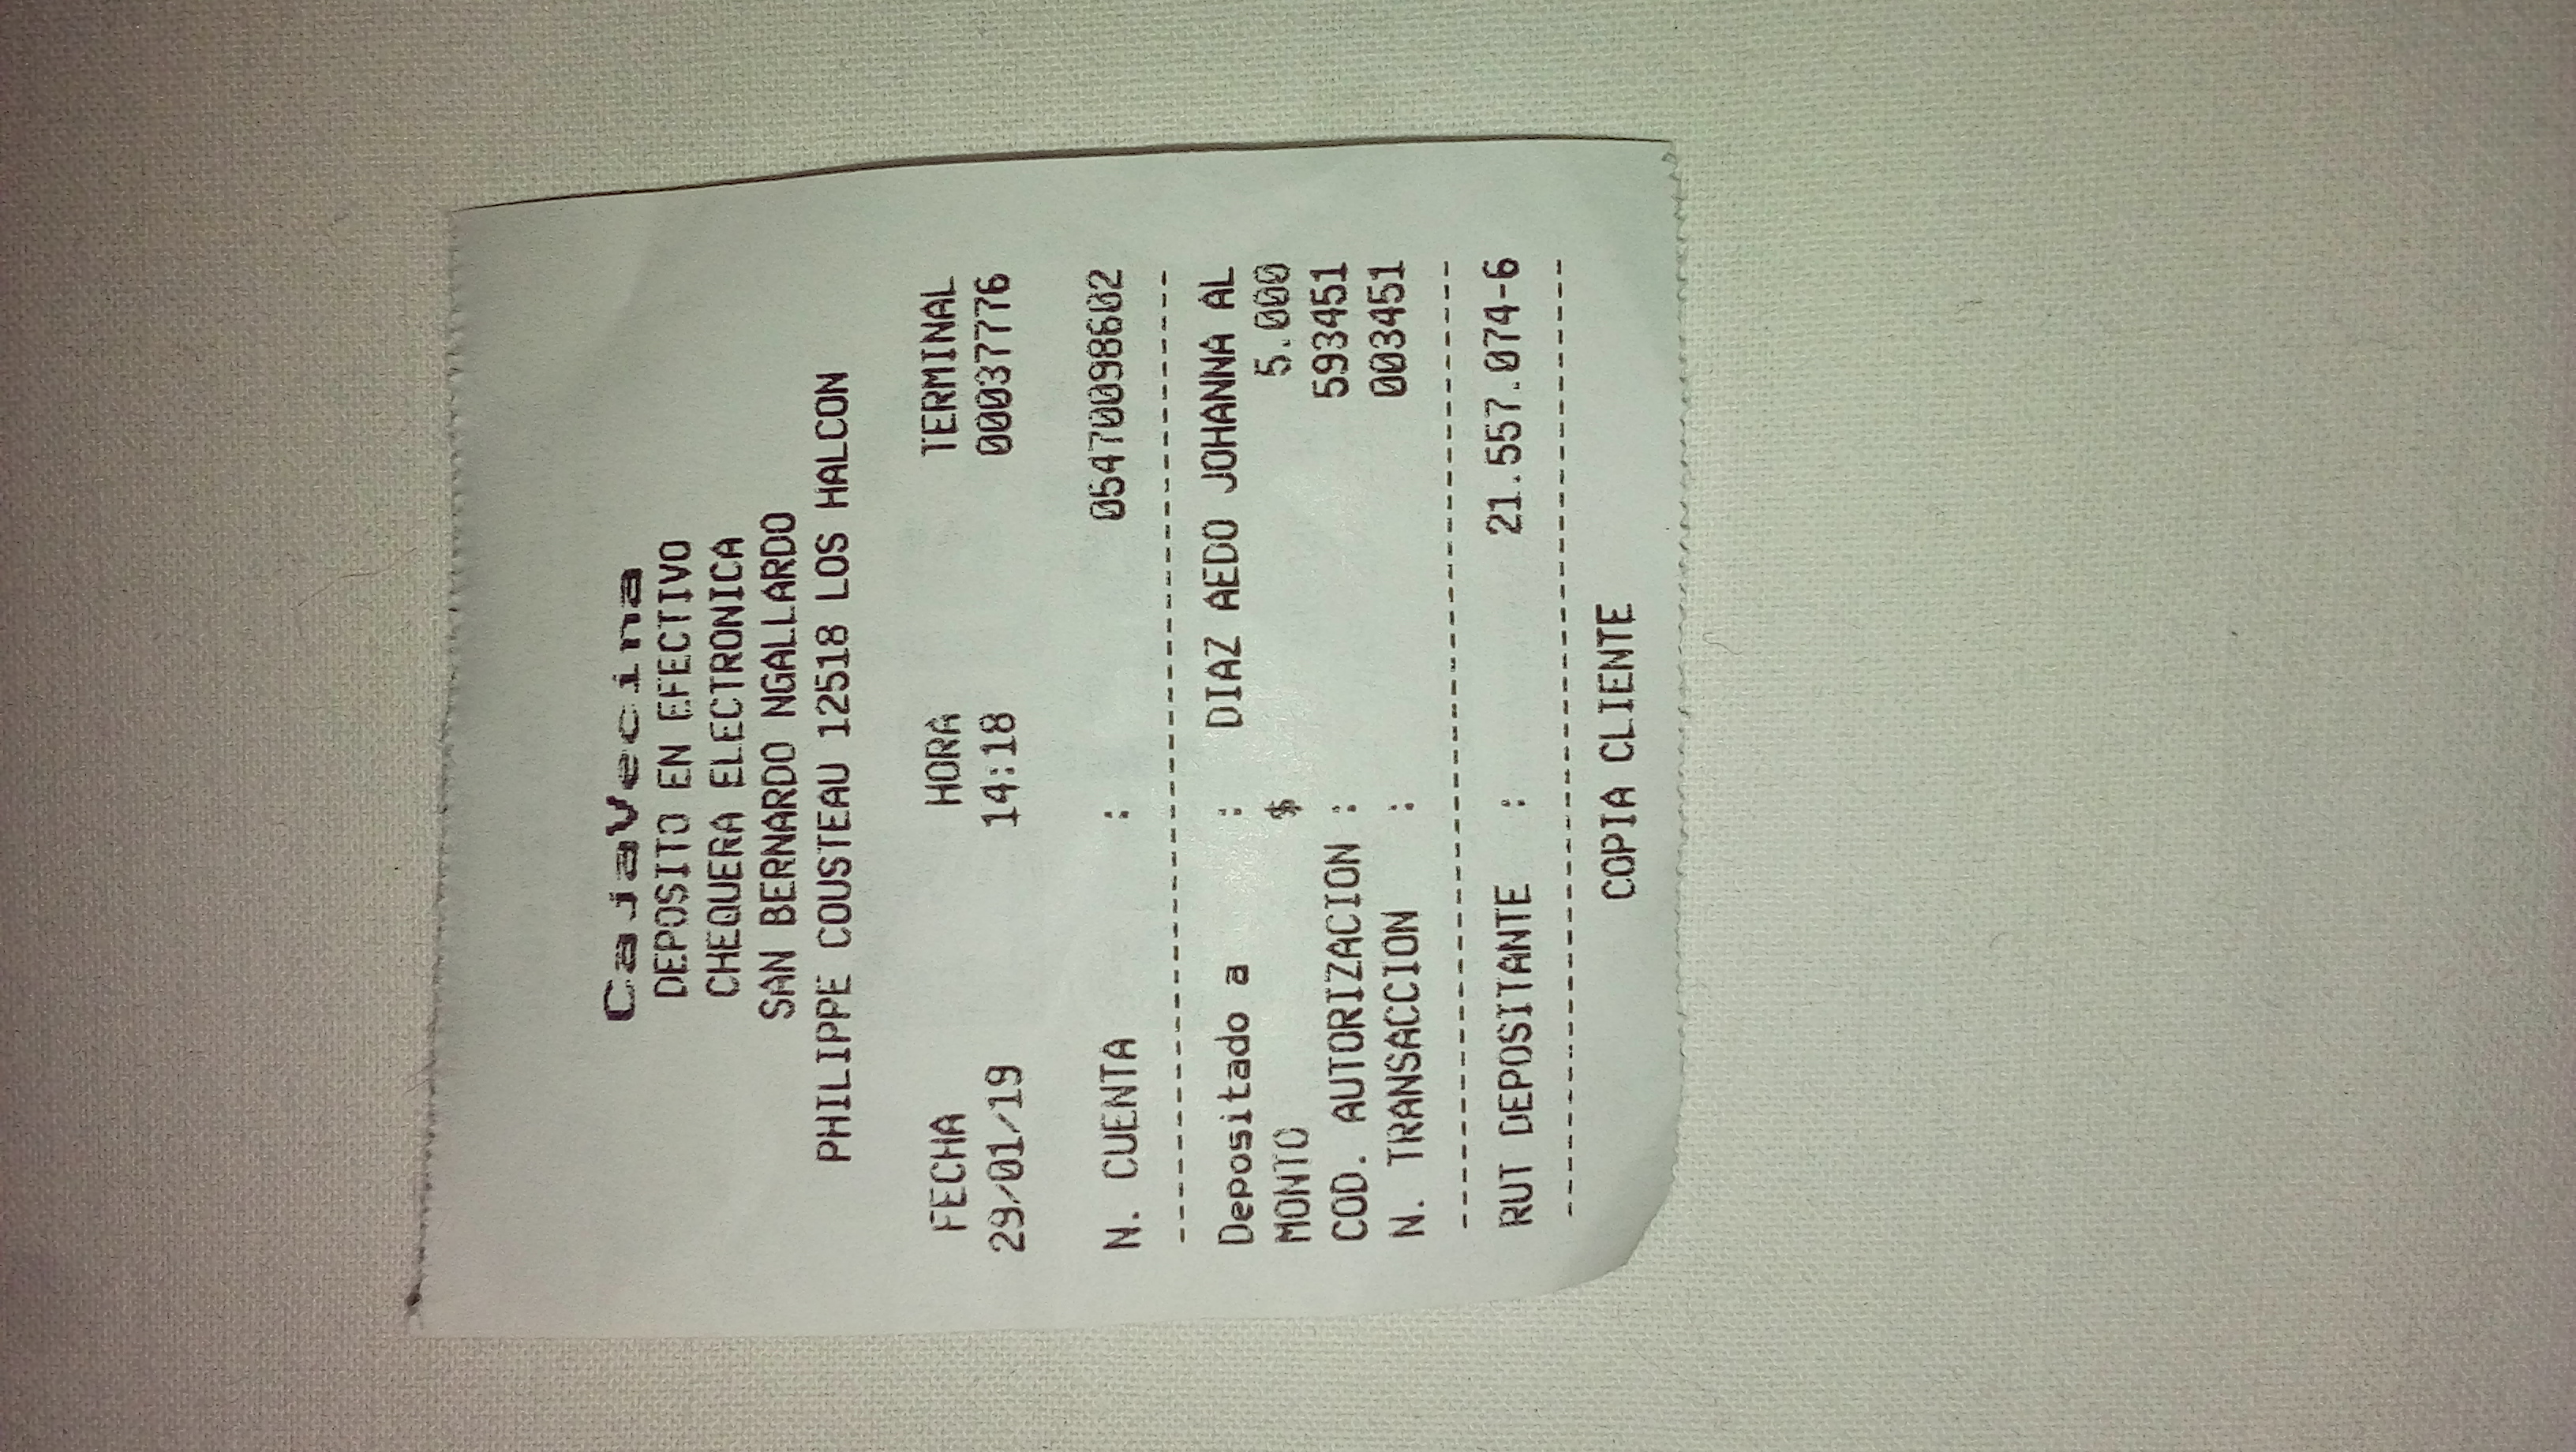 CajaVecina
DEPOSITO EN EFECTIVO
CHEQUERA ELECTRONICA
SAN BERNARDO NGALLARDO
PHILIPPE COUSTEAU 12518 LOS HALCON
FECHA HORA TERMINAL
29/01/19 14:18 00037776
N. CUENTA : 05470098602
Depositado a : DIAZ AEDO JOHANNA AL
MONTO $ 5.000
COD. AUTORIZACION : 593451
N. TRANSACCION : 003451
RUT DEPOSITANTE : 21.557.074-6
COPIA CLIENTE